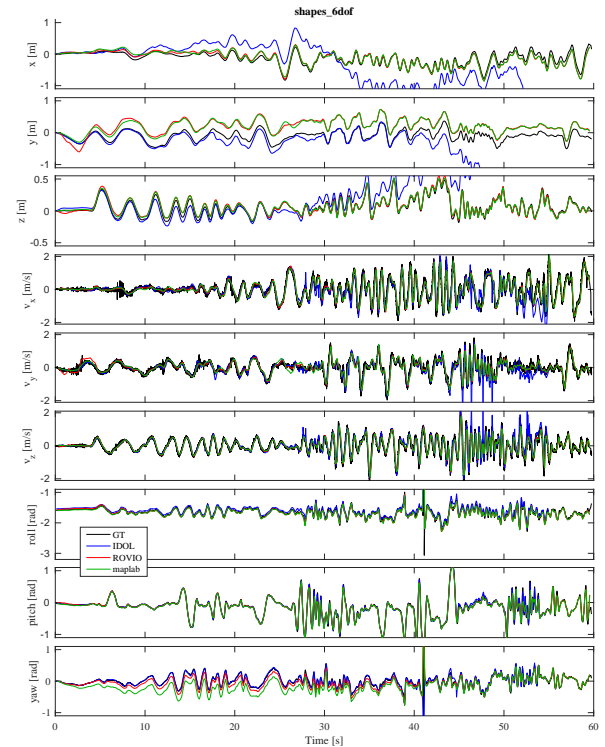 shapes_6dof
1
0
-1
x [m]
1
0
-1
y [m]
0.5
0
-0.5
z [m]
2
0
-2
v_x [m/s]
2
0
-2
v_y [m/s]
2
0
-2
v_z [m/s]
-1
-2
-3
roll [rad]
GT
IDOL
ROVIO
maplab
1
0
-1
pitch [rad]
1
0
-1
yaw [rad]
0 10 20 30 40 50 60
Time [s]